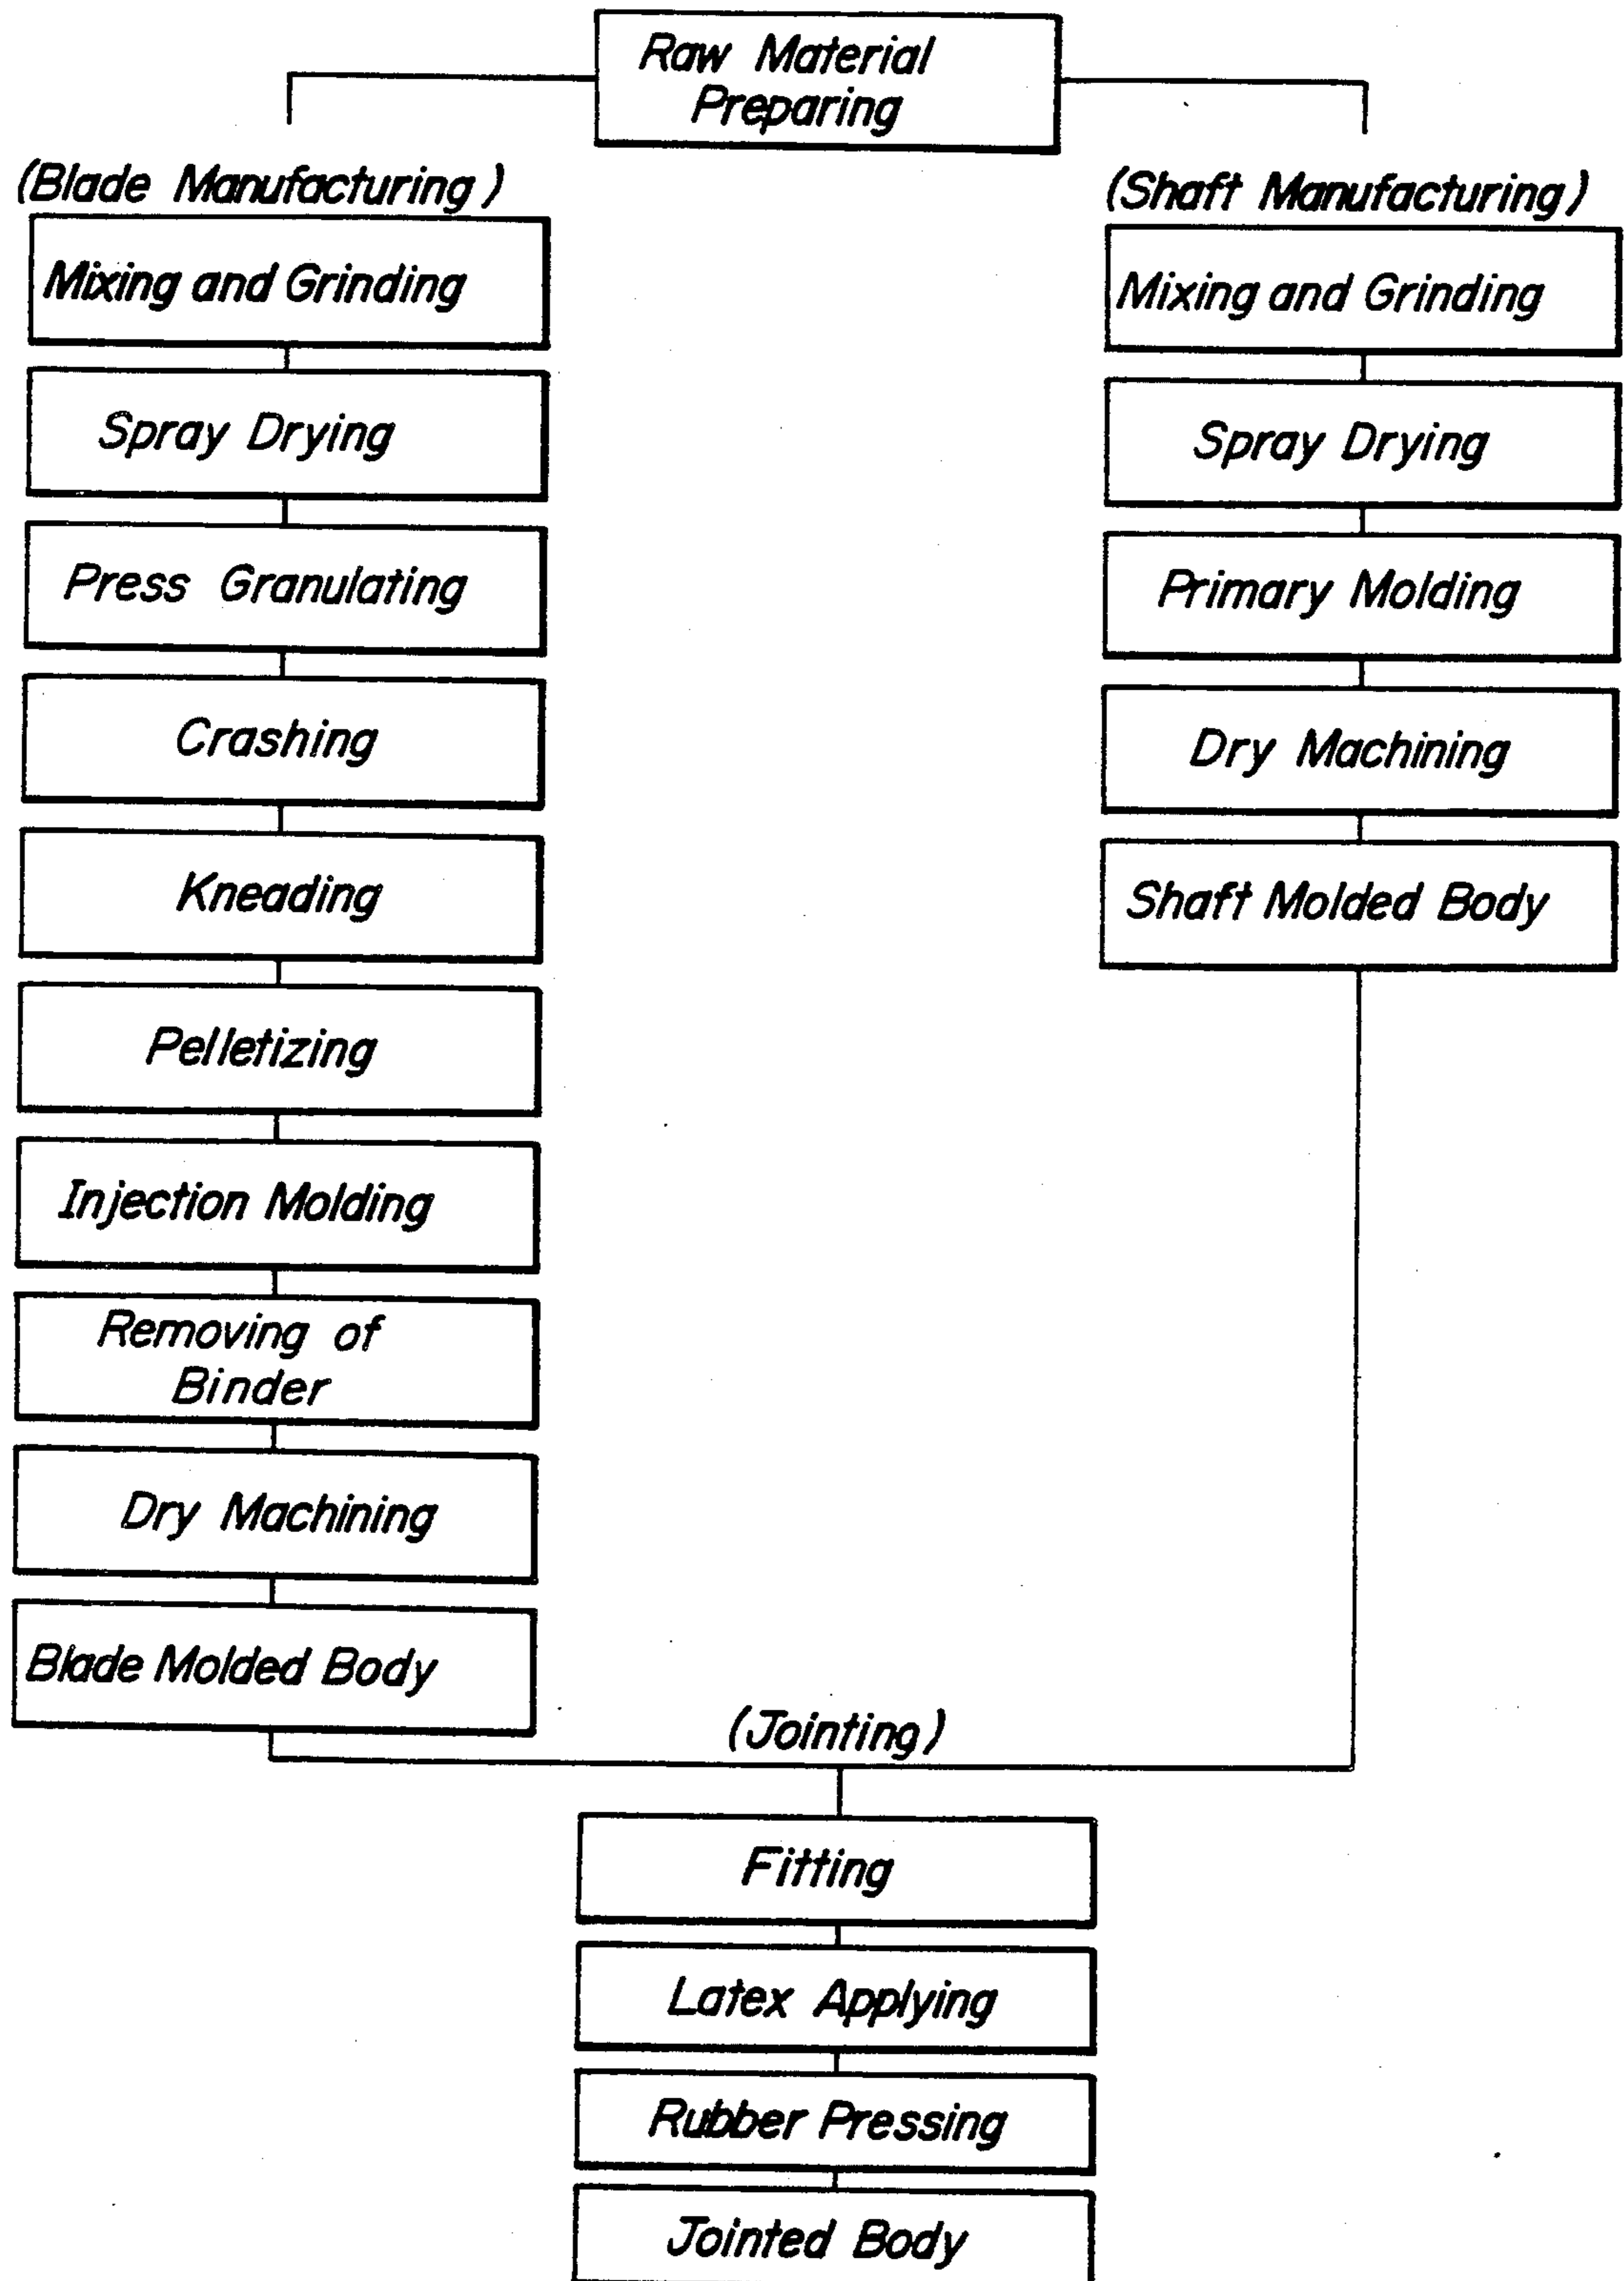 Raw Material
Preparing
(Blade Manufacturing)
Mixing and Grinding
Spray Drying
Press Granulating
Crashing
Kneading
Pelletizing
Injection Molding
Removing of
Binder
Dry Machining
Blade Molded Body
(Shaft Manufacturing)
Mixing and Grinding
Spray Drying
Primary Molding
Dry Machining
Shaft Molded Body
(Jointing)
Fitting
Latex Applying
Rubber Pressing
Jointed Body